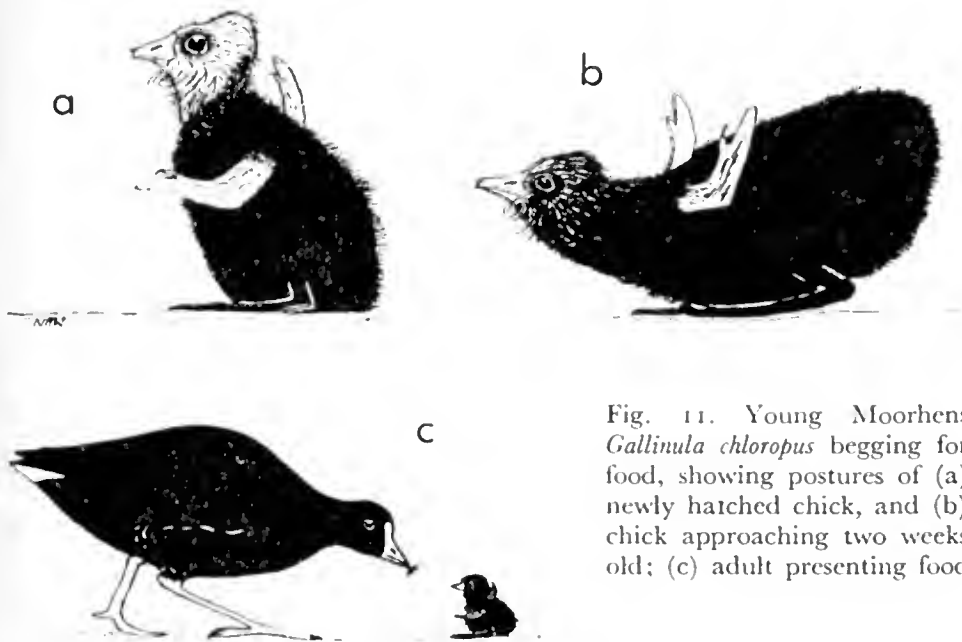 a
b
c
Fig. 11. Young Moorhens
Gallinula chloropus begging for
food, showing postures of (a)
newly hatched chick, and (b)
chick approaching two weeks
old; (c) adult presenting food